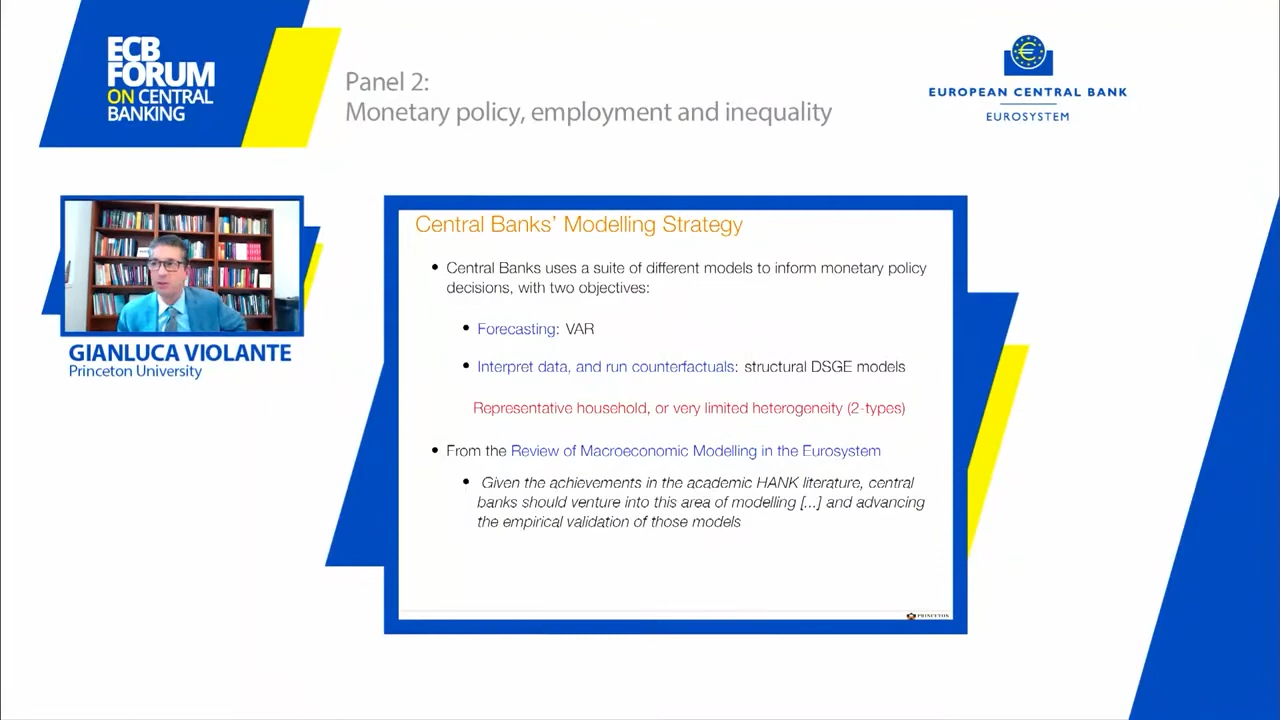 ECB
FORUM
ON CENTRAL
BANKING
Panel 2:
Monetary policy, employment and inequality
EUROPEAN CENTRAL BANK
EUROSYSTEM
GIANLUCA VIOLANTE
Princeton University
Central Banks' Modelling Strategy
• Central Banks uses a suite of different models to inform monetary policy
decisions, with two objectives:
• Forecasting: VAR
• Interpret data, and run counterfactuals: structural DSGE models
Representative household, or very limited heterogeneity (2-types)
• From the Review of Macroeconomic Modelling in the Eurosystem
• Given the achievements in the academic HANK literature, central
banks should venture into this area of modelling [...] and advancing
the empirical validation of those models
PRINCETON